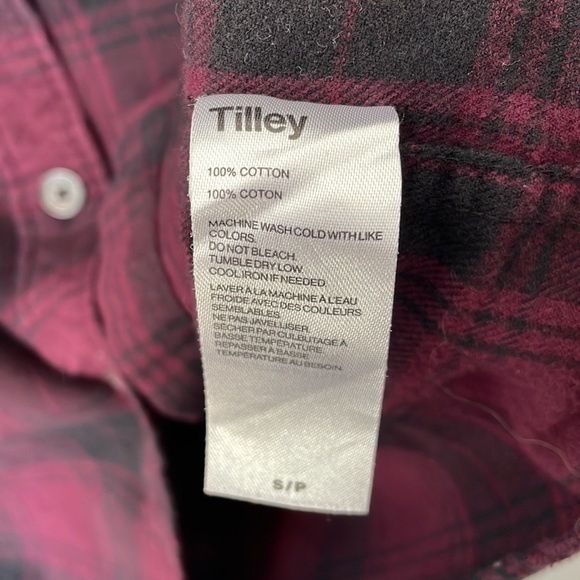 Tilley
100% COTTON
100% COTON
MACHINE WASH COLD WITH LIKE
COLORS.
DO NOT BLEACH.
TUMBLE DRY LOW.
COOL IRON IF NEEDED.
LAVER À LA MACHINE À L'EAU
FROIDE AVEC DES COULEURS
SEMBLABLES.
NE PAS JAVELLISER.
SÉCHER PAR CULBUTAGE À
BASSE TEMPÉRATURE.
REPASSER À BASSE
TEMPÉRATURE AU BESOIN.
S/P